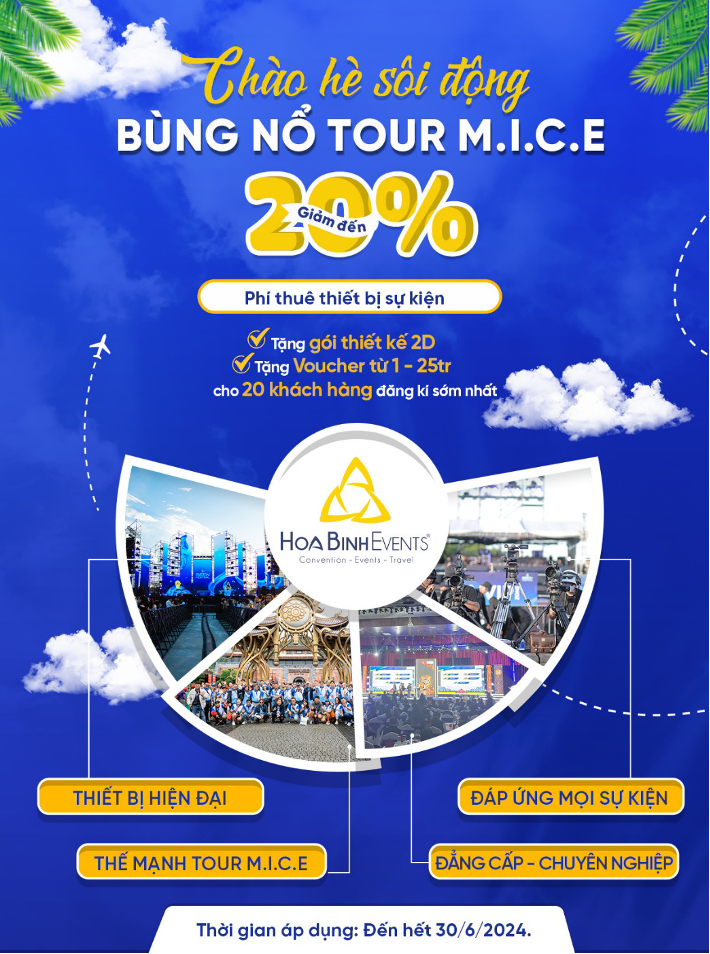 Chào hè sôi động
BÙNG NỔ TOUR M.I.C.E
Giảm đến
20%
Phí thuê thiết bị sự kiện
Tặng gói thiết kế 2D
Tặng Voucher từ 1 - 25tr
cho 20 khách hàng đăng kí sớm nhất
HOA BINH EVENTS®
Convention - Events - Travel
THIẾT BỊ HIỆN ĐẠI
ĐÁP ỨNG MỌI SỰ KIỆN
THẾ MẠNH TOUR M.I.C.E
ĐẲNG CẤP - CHUYÊN NGHIỆP
Thời gian áp dụng: Đến hết 30/6/2024.